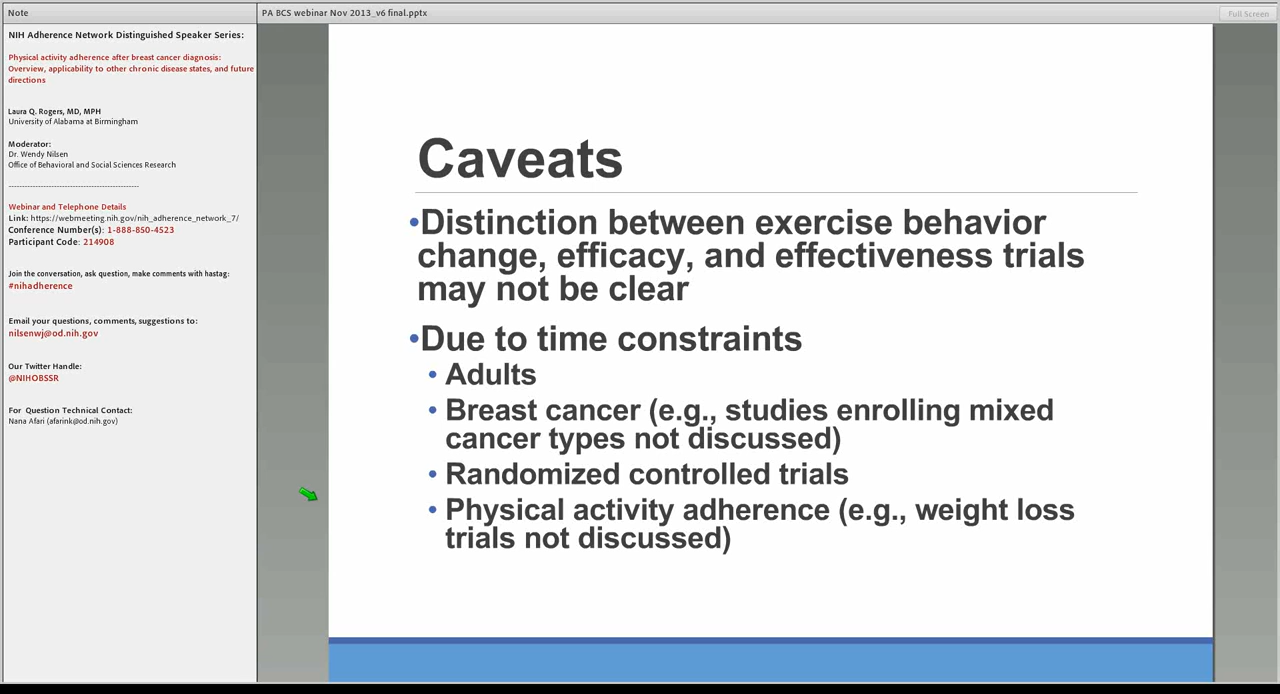 Note
NIH Adherence Network Distinguished Speaker Series:
Physical activity adherence after breast cancer diagnosis:
Overview, applicability to other chronic disease states, and future
directions
Laura Q. Rogers, MD, MPH
University of Alabama at Birmingham
Moderator:
Dr. Wendy Nilsen
Office of Behavioral and Social Sciences Research
------------------------------------------------
Webinar and Telephone Details
Link: https://webmeeting.nih.gov/nih_adherence_network_7/
Conference Number(s): 1-888-850-4523
Participant Code: 214908
Join the conversation, ask question, make comments with hastag:
#nihadherence
Email your questions, comments, suggestions to:
nilsenwj@od.nih.gov
Our Twitter Handle:
@NIHOBSSR
For Question Technical Contact:
Nana Afari (afarink@od.nih.gov)
PA BCS webinar Nov 2013_v6 final.pptx
Full Screen
Caveats
•Distinction between exercise behavior
change, efficacy, and effectiveness trials
may not be clear
•Due to time constraints
• Adults
• Breast cancer (e.g., studies enrolling mixed
cancer types not discussed)
• Randomized controlled trials
• Physical activity adherence (e.g., weight loss
trials not discussed)